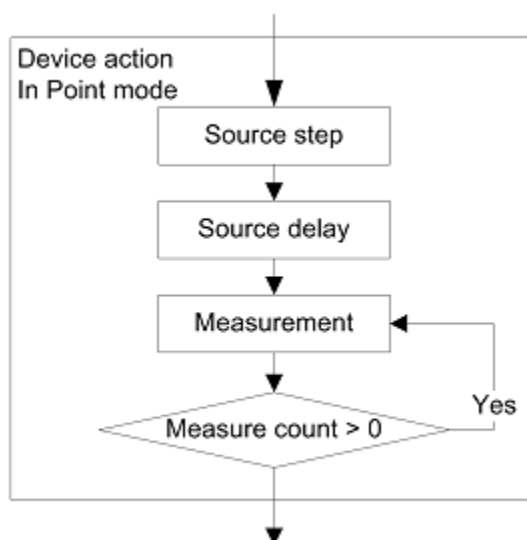 Device action
In Point mode
Source step
Source delay
Measurement
Measure count > 0
Yes